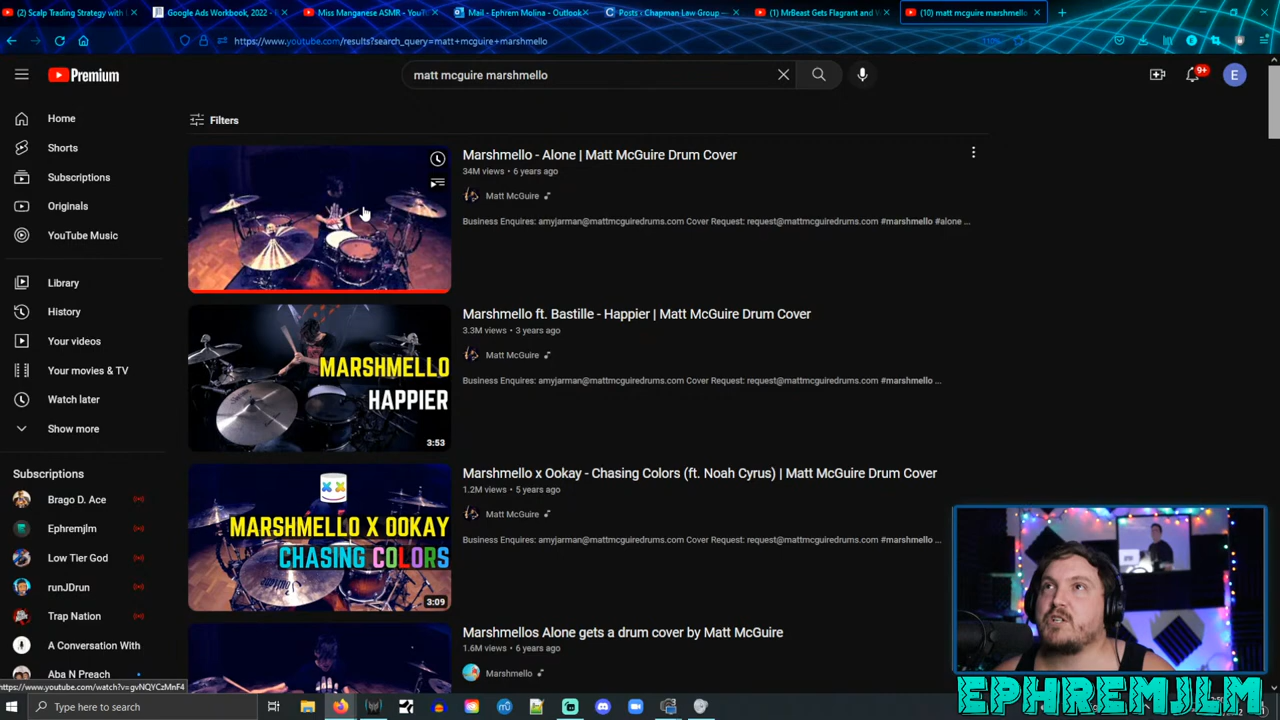 (2) Scalp Trading Strategy with
Google Ads Workbook, 2022 -
Miss Manganese ASMR - YouT
Mail - Ephrem Molina - Outlook
Posts ‹ Chapman Law Group —
(1) MrBeast Gets Flagrant and
(10) matt mcguire marshmello
https://www.youtube.com/results?search_query=matt+mcguire+marshmello
Premium
matt mcguire marshmello
9+
E
Home
Shorts
Subscriptions
Originals
YouTube Music
Library
History
Your videos
Your movies & TV
Watch later
Show more
Subscriptions
Brago D. Ace
Ephremjlm
Low Tier God
runJDrun
Trap Nation
A Conversation With
Aba N Preach
Filters
Marshmello - Alone | Matt McGuire Drum Cover
34M views • 6 years ago
Matt McGuire
Business Enquires: amyjarman@mattmcguiredrums.com Cover Request: request@mattmcguiredrums.com #marshmello #alone ...
MARSHMELLO
HAPPIER
3:53
Marshmello ft. Bastille - Happier | Matt McGuire Drum Cover
3.3M views • 3 years ago
Matt McGuire
Business Enquires: amyjarman@mattmcguiredrums.com Cover Request: request@mattmcguiredrums.com #marshmello ...
MARSHMELLO X OOKAY
CHASING COLORS
3:09
Marshmello x Ookay - Chasing Colors (ft. Noah Cyrus) | Matt McGuire Drum Cover
1.2M views • 5 years ago
Matt McGuire
Business Enquires: amyjarman@mattmcguiredrums.com Cover Request: request@mattmcguiredrums.com #marshmello ...
Marshmellos Alone gets a drum cover by Matt McGuire
1.6M views • 6 years ago
Marshmello
https://www.youtube.com/watch?v=gvNQYCzMnF4
Type here to search
EPHREMJLM